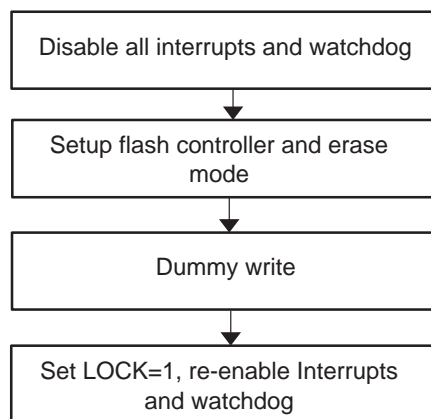 Disable all interrupts and watchdog
Setup flash controller and erase
mode
Dummy write
Set LOCK=1, re-enable Interrupts
and watchdog